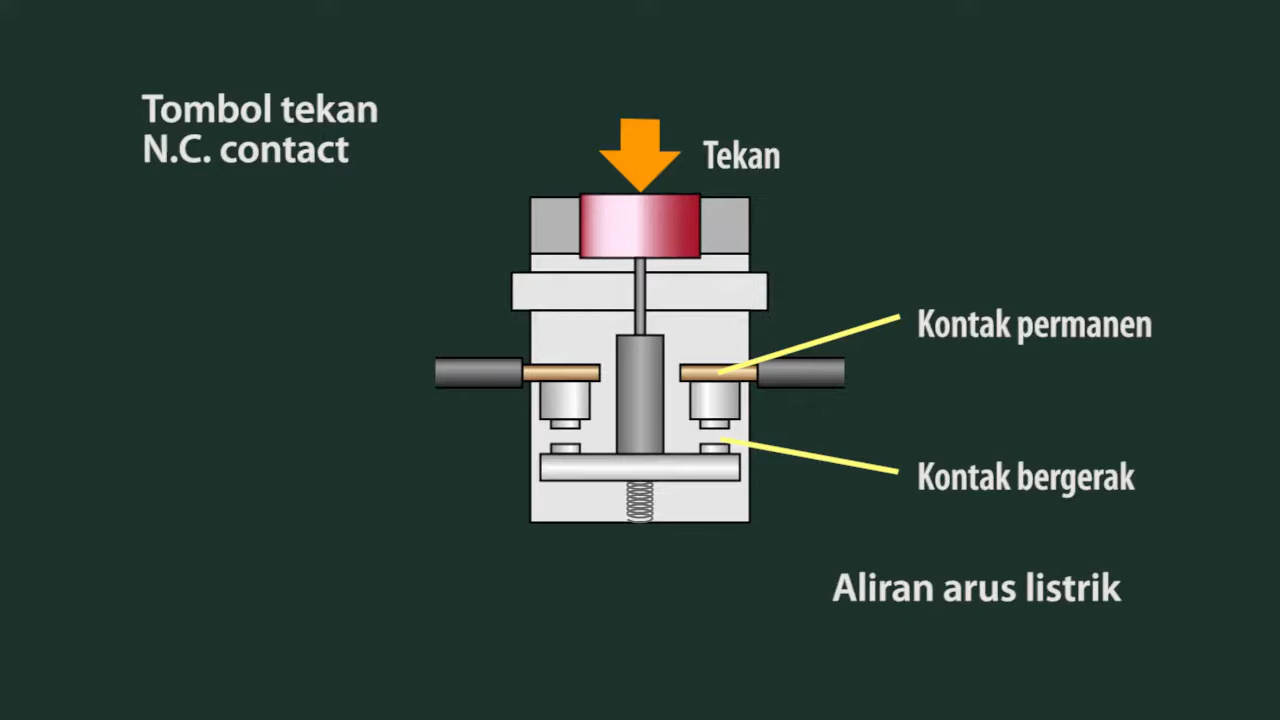 Tombol tekan
N.C. contact
Tekan
Kontak permanen
Kontak bergerak
Aliran arus listrik